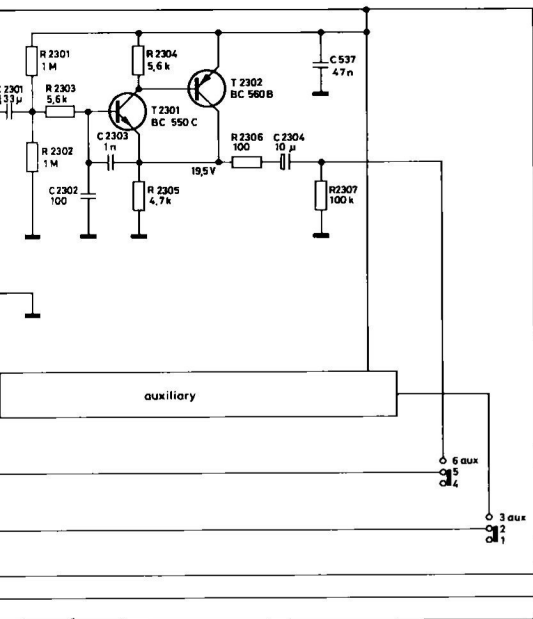 R 2301
1 M
R 2304
5,6 k
T 2302
BC 560 B
C 537
47 n
C 2301
33 µ
R 2303
5,6 k
T 2301
BC 550 C
C 2303
1 n
R 2302
1 M
19,5 V
R 2306
100
C 2304
10 µ
C 2302
100
R 2305
4,7 k
R2307
100 k
auxiliary
6 aux
5
4
3 aux
2
1